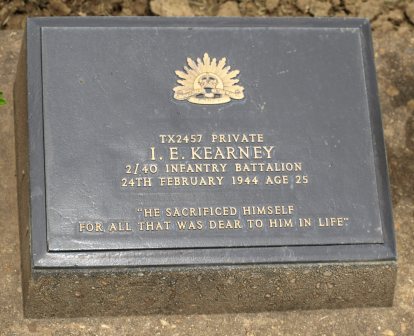 TX2457 PRIVATE
I. E. KEARNEY
2/40 INFANTRY BATTALION
24TH FEBRUARY 1944 AGE 25
"HE SACRIFICED HIMSELF
FOR ALL THAT WAS DEAR TO HIM IN LIFE"